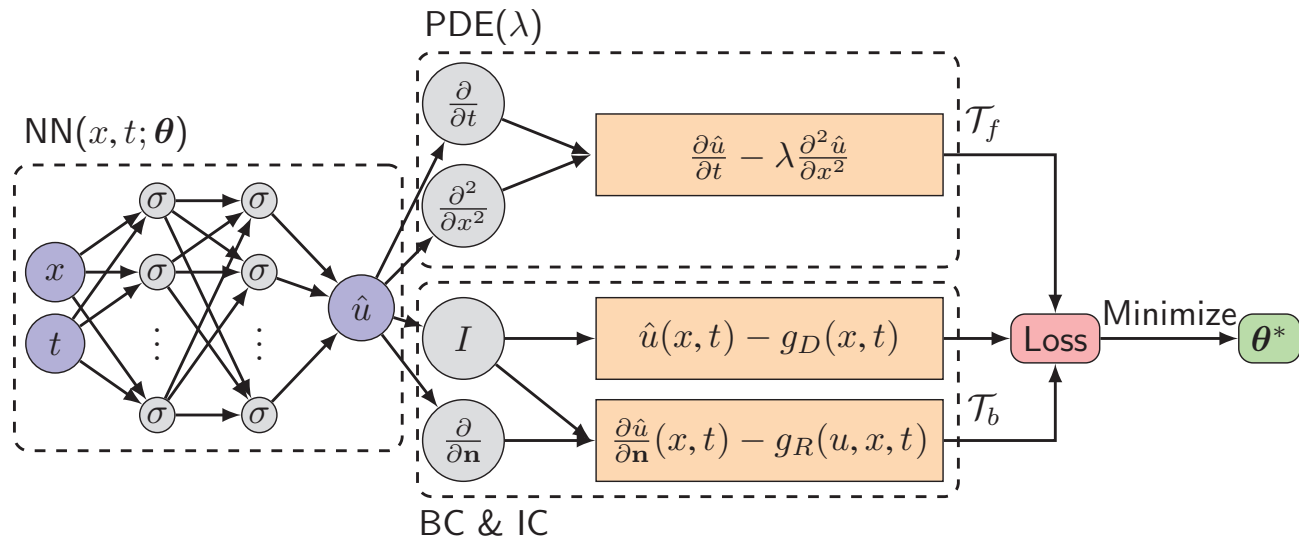 PDE(λ)
NN(x, t; θ)
∂/∂t
∂²/∂x²
∂û/∂t − λ ∂²û/∂x²
𝒯_f
σ σ
x σ σ
t ⋮ ⋮
σ σ
û
I
û(x, t) − g_D(x, t)
Loss
Minimize
θ*
∂/∂n
∂û/∂n (x, t) − g_R(u, x, t)
𝒯_b
BC & IC